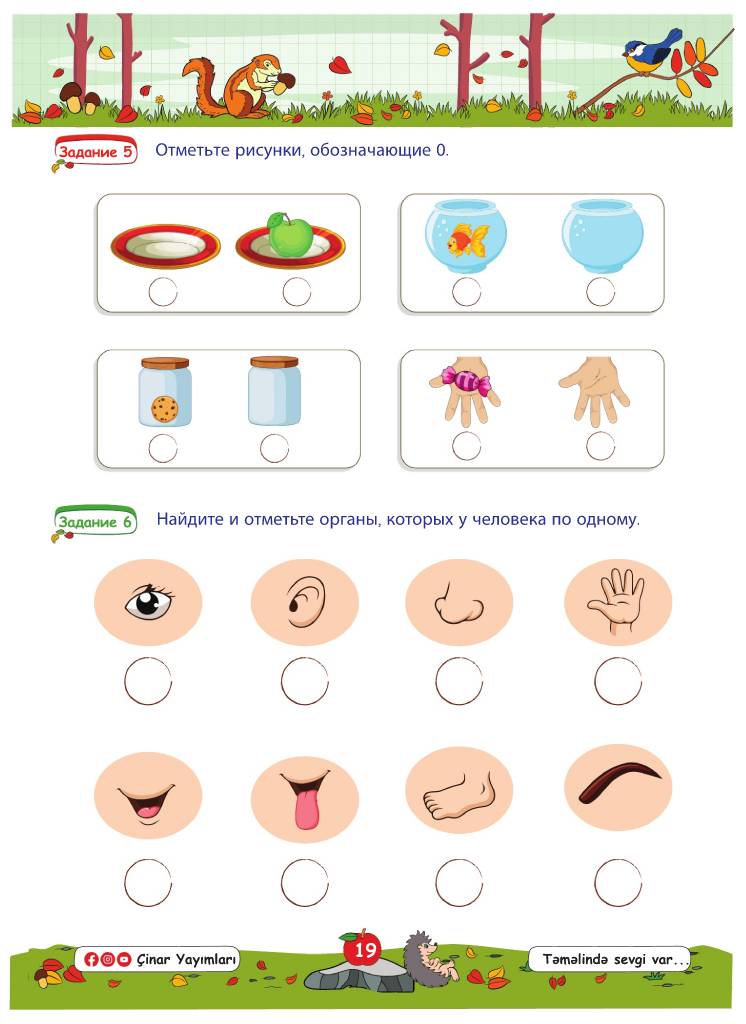 Задание 5
Отметьте рисунки, обозначающие 0.
Задание 6
Найдите и отметьте органы, которых у человека по одному.
Çinar Yayımları
19
Təməlində sevgi var...